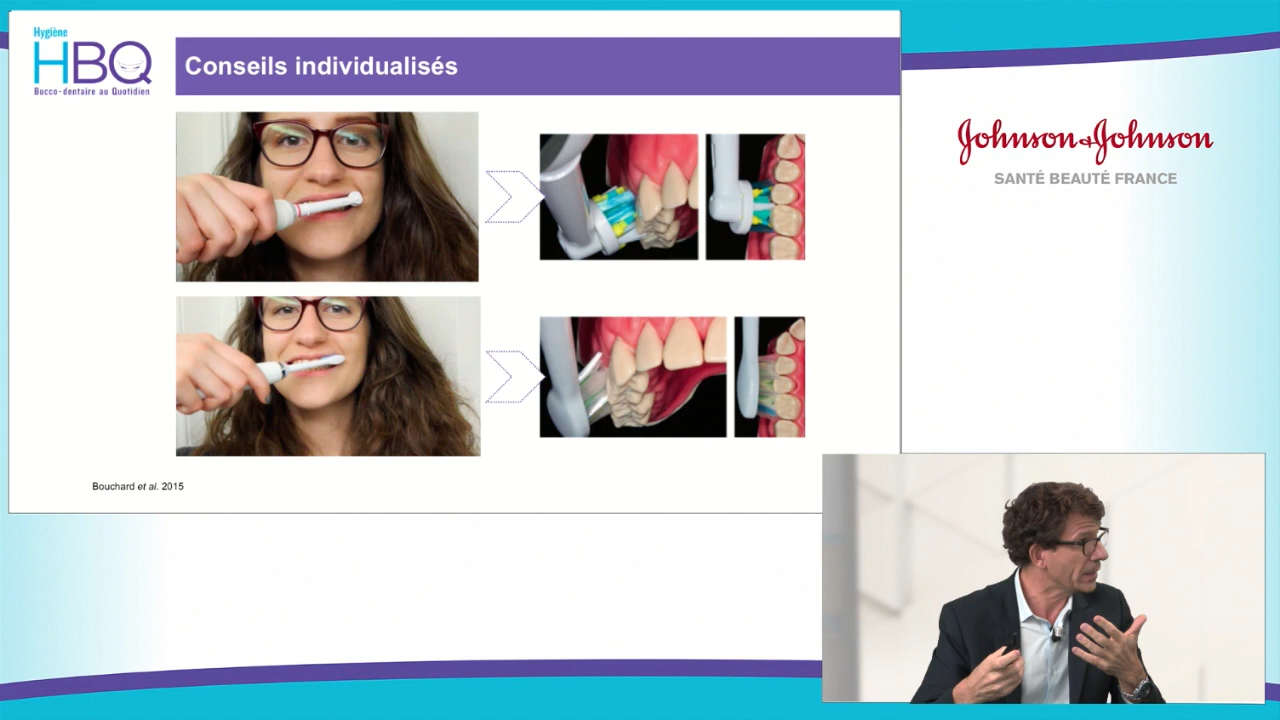 Hygiène
HBQ
Bucco-dentaire au Quotidien
Conseils individualisés
Johnson & Johnson
SANTÉ BEAUTÉ FRANCE
Bouchard et al. 2015